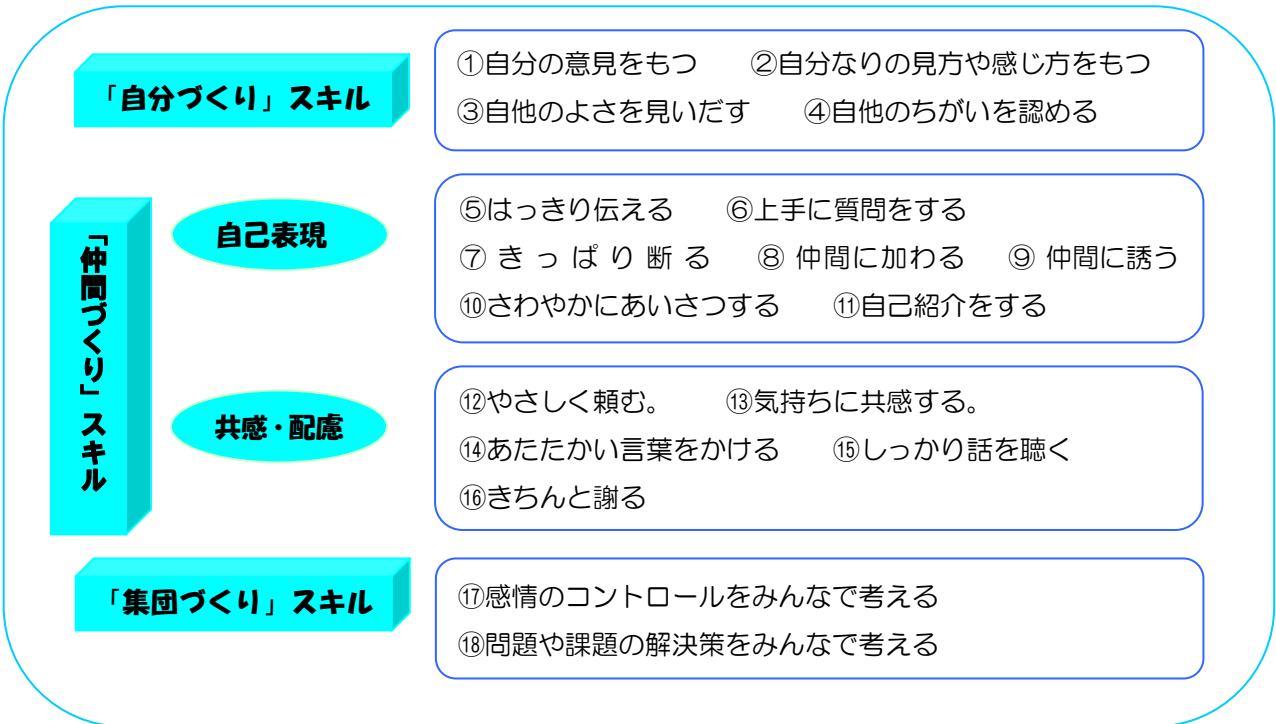 「自分づくり」スキル
①自分の意見をもつ　②自分なりの見方や感じ方をもつ
③自他のよさを見いだす　④自他のちがいを認める
「仲間づくり」スキル
自己表現
⑤はっきり伝える　⑥上手に質問をする
⑦ き っ ぱ り 断 る　⑧ 仲間に加わる　⑨ 仲間に誘う
⑩さわやかにあいさつする　⑪自己紹介をする
共感・配慮
⑫やさしく頼む。　⑬気持ちに共感する。
⑭あたたかい言葉をかける　⑮しっかり話を聴く
⑯きちんと謝る
「集団づくり」スキル
⑰感情のコントロールをみんなで考える
⑱問題や課題の解決策をみんなで考える